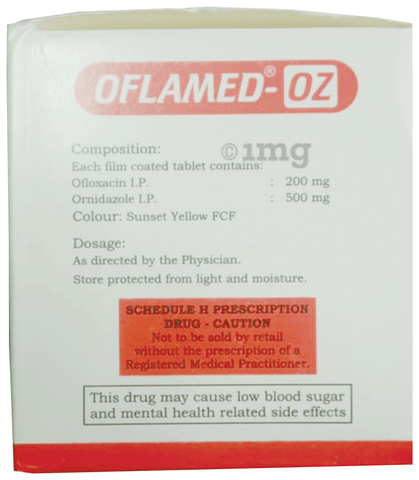 OFLAMED®-OZ
©1mg
Composition:
Each film coated tablet contains:
Ofloxacin I.P. : 200 mg
Ornidazole I.P. : 500 mg
Colour: Sunset Yellow FCF
Dosage:
As directed by the Physician.
Store protected from light and moisture.
SCHEDULE H PRESCRIPTION
DRUG - CAUTION
Not to be sold by retail
without the prescription of a
Registered Medical Practitioner.
This drug may cause low blood sugar
and mental health related side effects